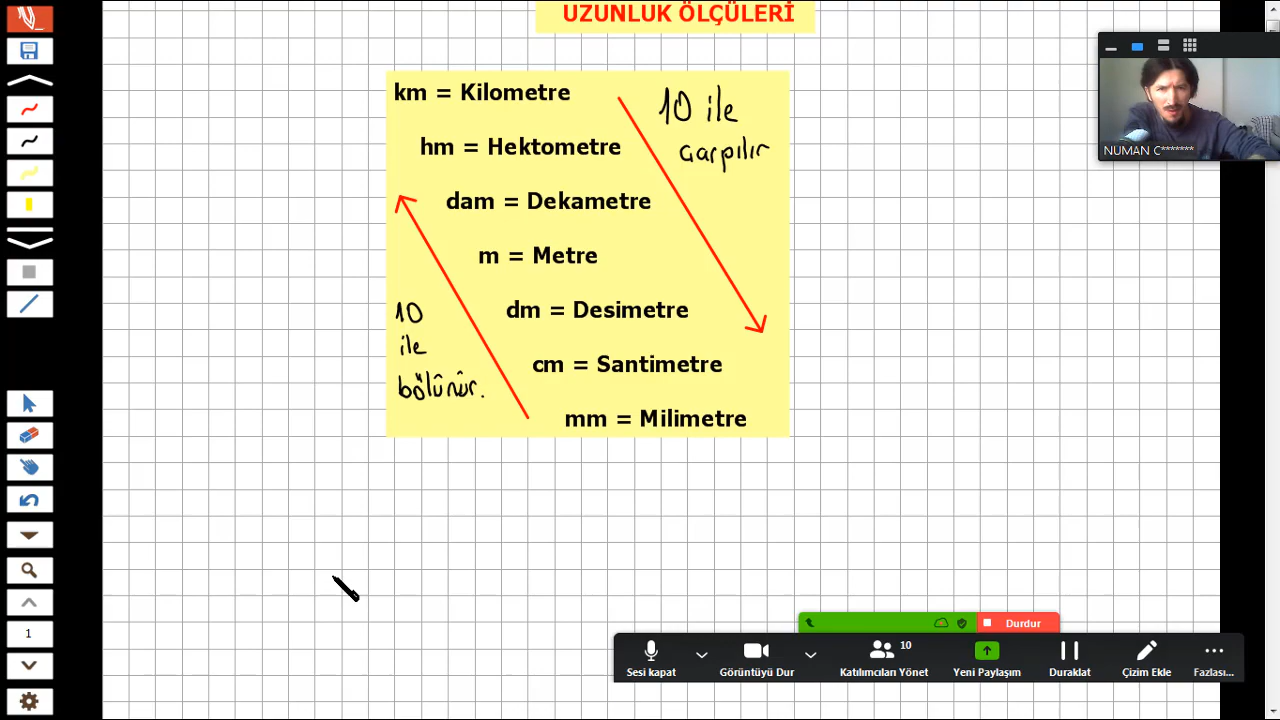 UZUNLUK ÖLÇÜLERİ
km = Kilometre
10 ile
çarpılır
hm = Hektometre
dam = Dekametre
m = Metre
dm = Desimetre
cm = Santimetre
mm = Milimetre
10
ile
bölünür.
NUMAN C*******
1
Durdur
10
Sesi kapat
Görüntüyü Dur
Katılımcıları Yönet
Yeni Paylaşım
Duraklat
Çizim Ekle
Fazlası...